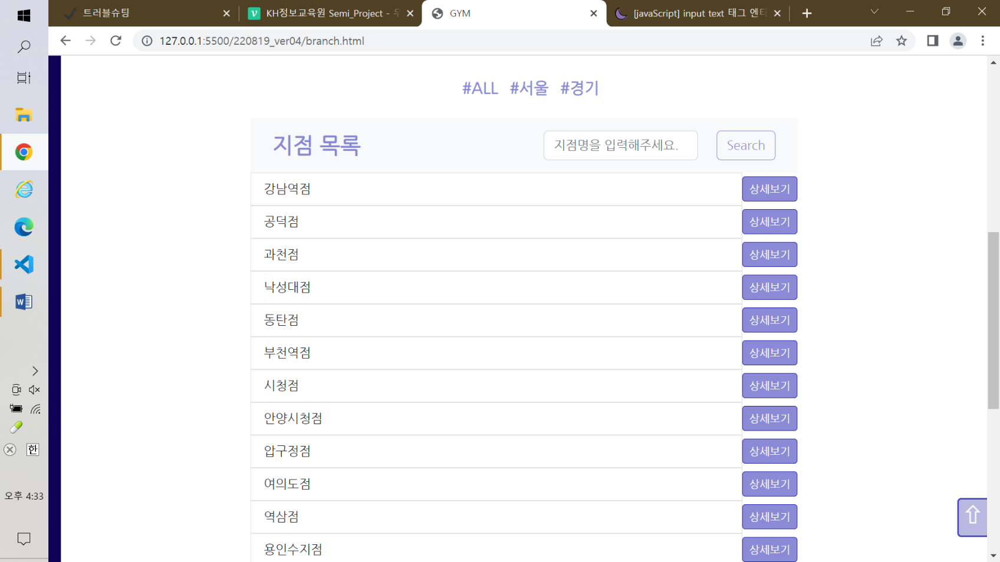 트러블슈팅
KH정보교육원 Semi_Project - 우
GYM
[javaScript] input text 태그 엔터
127.0.0.1:5500/220819_ver04/branch.html
#ALL #서울 #경기
지점 목록
지점명을 입력해주세요.
Search
강남역점 상세보기
공덕점 상세보기
과천점 상세보기
낙성대점 상세보기
동탄점 상세보기
부천역점 상세보기
시청점 상세보기
안양시청점 상세보기
압구정점 상세보기
여의도점 상세보기
역삼점 상세보기
용인수지점 상세보기
한
오후 4:33